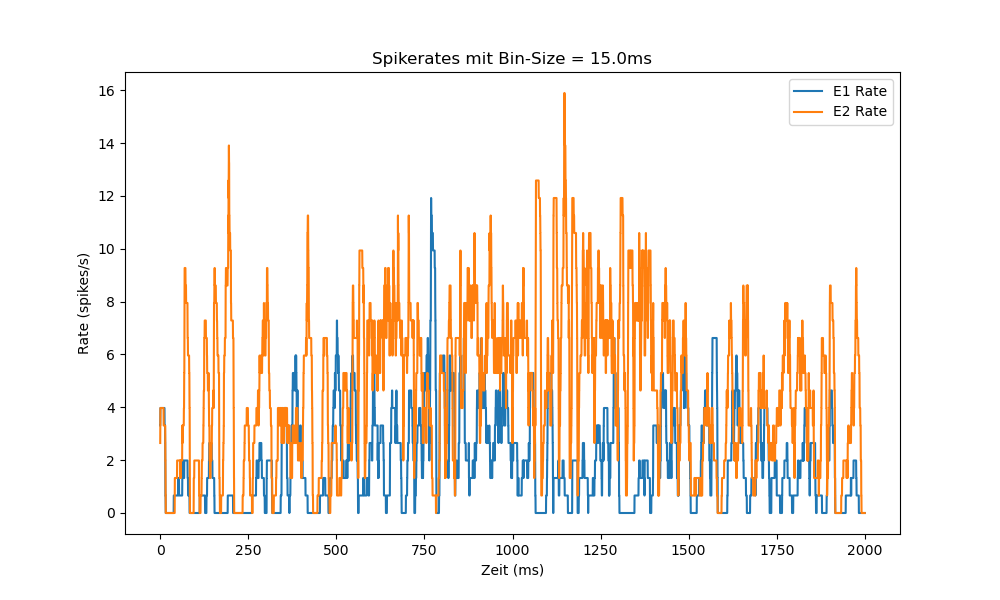 Spikerates mit Bin-Size = 15.0ms
E1 Rate
E2 Rate
16
14
12
10
8
6
4
2
0
Rate (spikes/s)
0 250 500 750 1000 1250 1500 1750 2000
Zeit (ms)